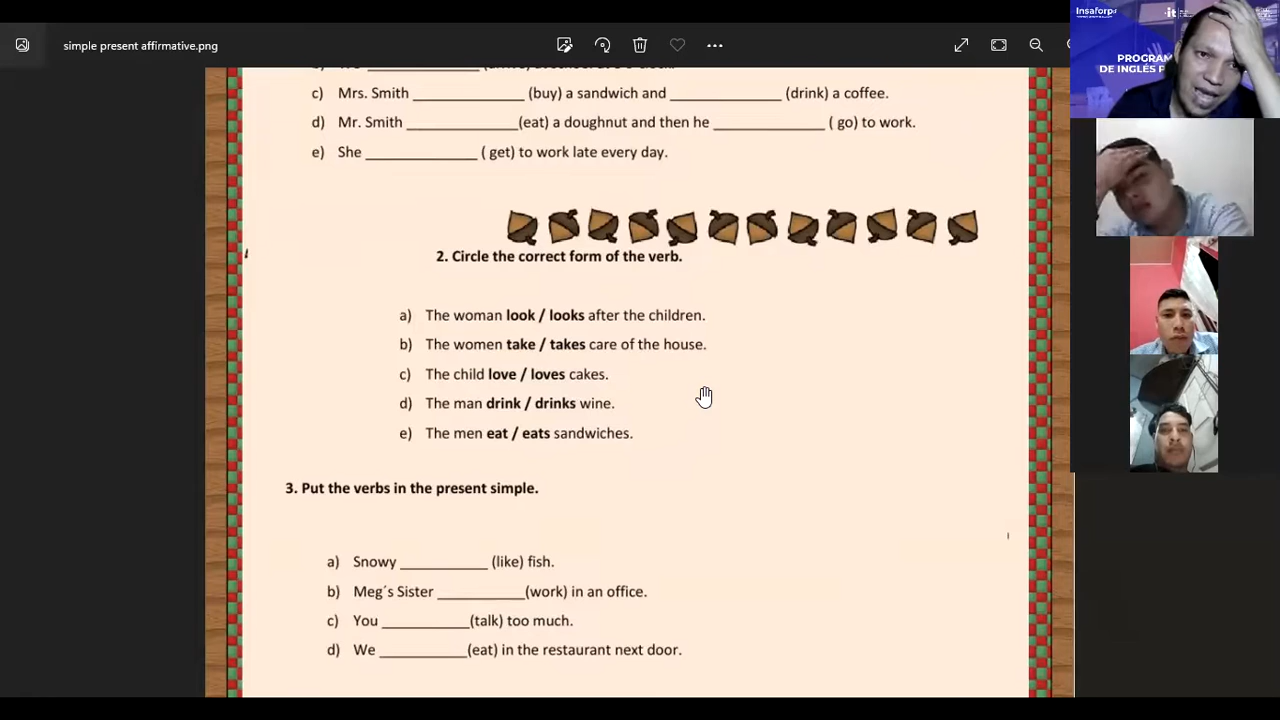 simple present affirmative.png
c) Mrs. Smith _____________ (buy) a sandwich and _____________ (drink) a coffee.
d) Mr. Smith _____________(eat) a doughnut and then he _____________ ( go) to work.
e) She _____________ ( get) to work late every day.
2. Circle the correct form of the verb.
a) The woman look / looks after the children.
b) The women take / takes care of the house.
c) The child love / loves cakes.
d) The man drink / drinks wine.
e) The men eat / eats sandwiches.
3. Put the verbs in the present simple.
a) Snowy __________ (like) fish.
b) Meg´s Sister __________(work) in an office.
c) You __________(talk) too much.
d) We __________(eat) in the restaurant next door.
Insaforp
it
PROGRAM
DE INGLÉS P